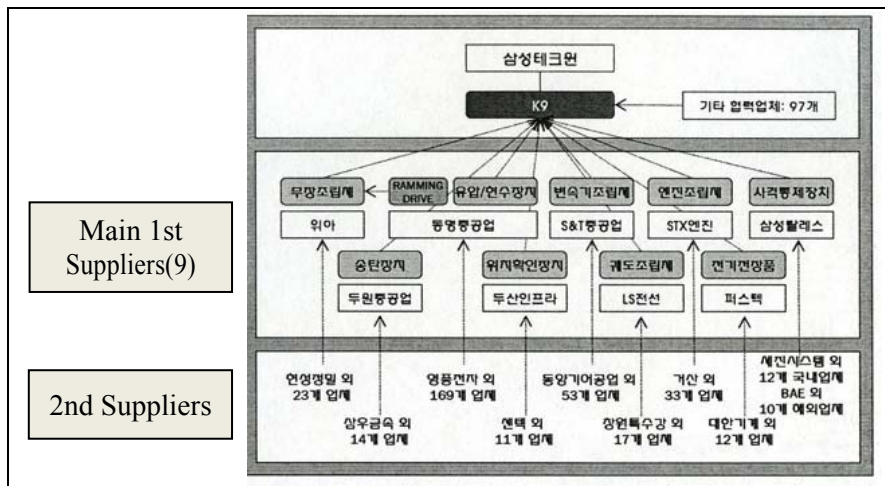 삼성테크윈
K9
기타 협력업체: 97개
무장조립체
RAMMING
DRIVE
유압/현수장치
변속기조립체
엔진조립체
사격통제장치
위아
동명중공업
S&T중공업
STX엔진
삼성탈레스
Main 1st
Suppliers(9)
송탄장치
위치확인장치
궤도조립체
전기전장품
두원중공업
두산인프라
LS전선
퍼스텍
2nd Suppliers
현성정밀 외
23개 업체
영풍전자 외
169개 업체
동양기어공업 외
53개 업체
거산 외
33개 업체
세진시스템 외
12개 국내업체
BAE 외
10개 해외업체
삼우금속 외
14개 업체
센택 외
11개 업체
창원특수강 외
17개 업체
대한기계 외
12개 업체